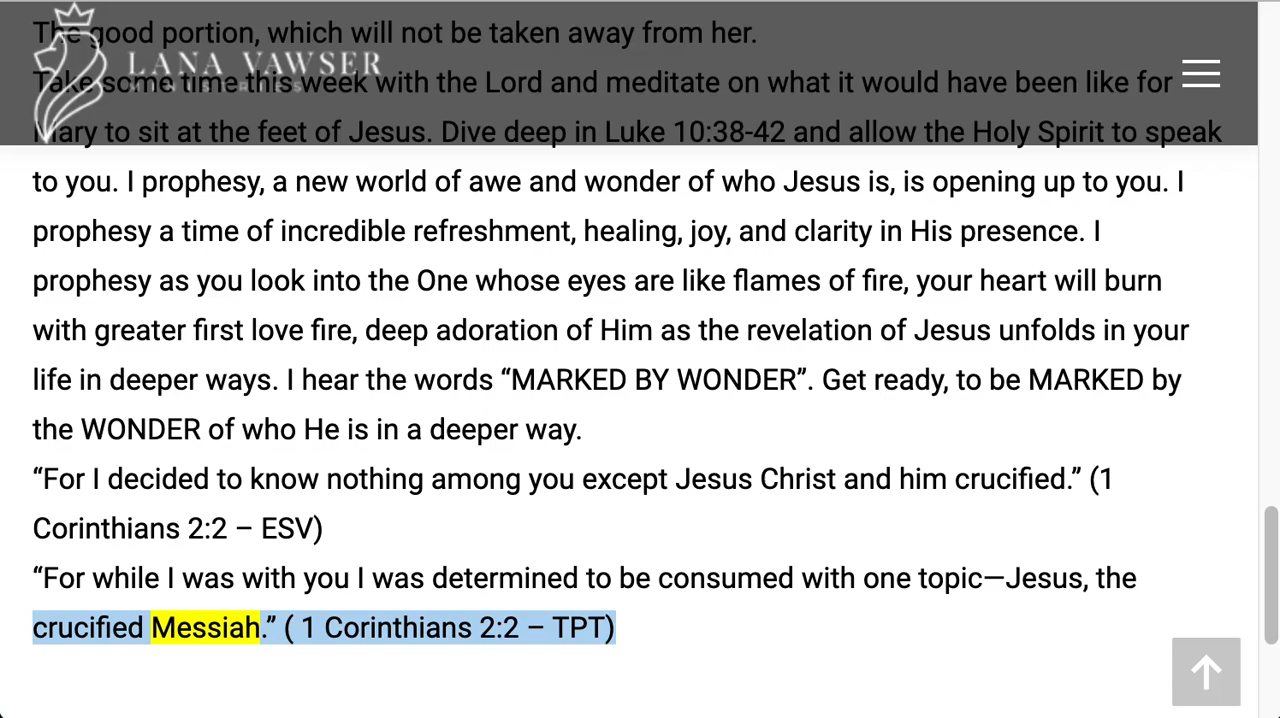 The good portion, which will not be taken away from her.
LANA VAWSER
MINISTRIES
Take some time this week with the Lord and meditate on what it would have been like for
Mary to sit at the feet of Jesus. Dive deep in Luke 10:38-42 and allow the Holy Spirit to speak
to you. I prophesy, a new world of awe and wonder of who Jesus is, is opening up to you. I
prophesy a time of incredible refreshment, healing, joy, and clarity in His presence. I
prophesy as you look into the One whose eyes are like flames of fire, your heart will burn
with greater first love fire, deep adoration of Him as the revelation of Jesus unfolds in your
life in deeper ways. I hear the words “MARKED BY WONDER”. Get ready, to be MARKED by
the WONDER of who He is in a deeper way.
“For I decided to know nothing among you except Jesus Christ and him crucified.” (1
Corinthians 2:2 – ESV)
“For while I was with you I was determined to be consumed with one topic—Jesus, the
crucified Messiah.” ( 1 Corinthians 2:2 – TPT)